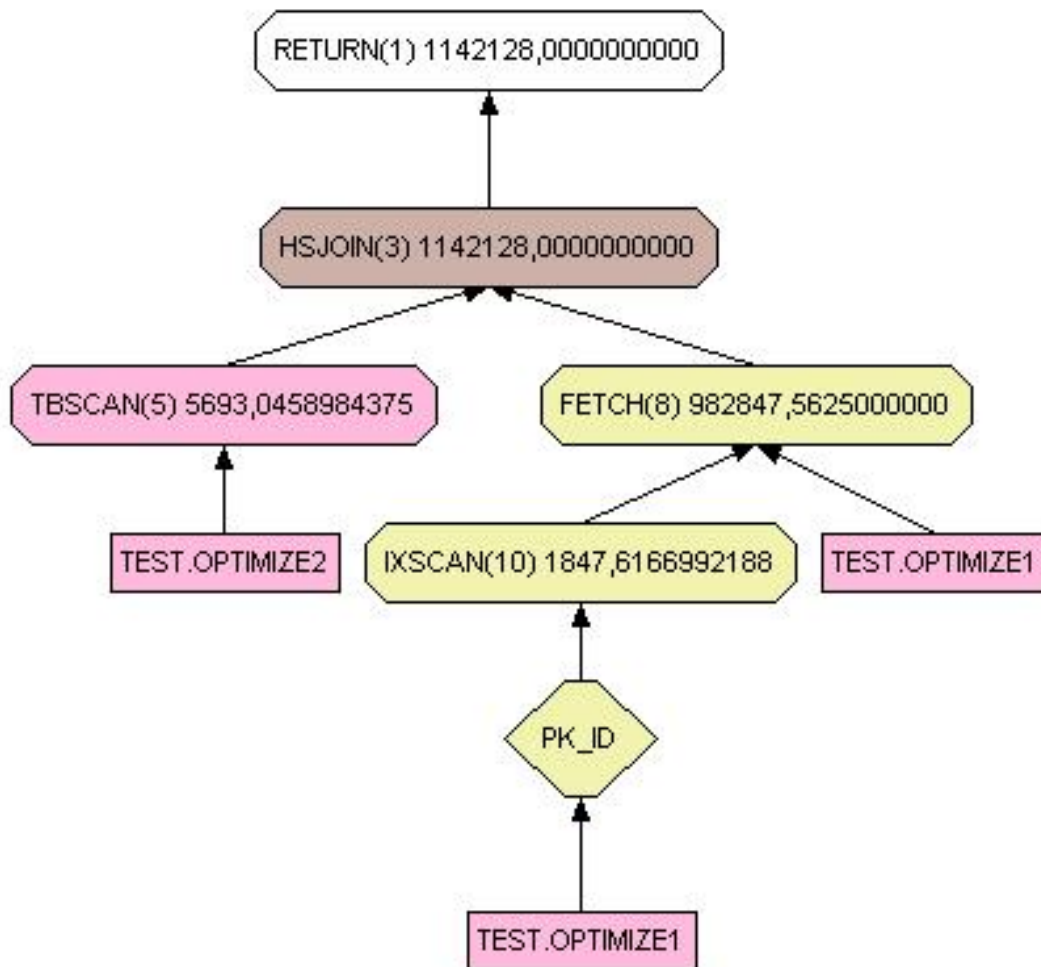 RETURN(1) 1142128,0000000000
HSJOIN(3) 1142128,0000000000
TBSCAN(5) 5693,0458984375
FETCH(8) 982847,5625000000
TEST.OPTIMIZE2
IXSCAN(10) 1847,6166992188
TEST.OPTIMIZE1
PK_ID
TEST.OPTIMIZE1